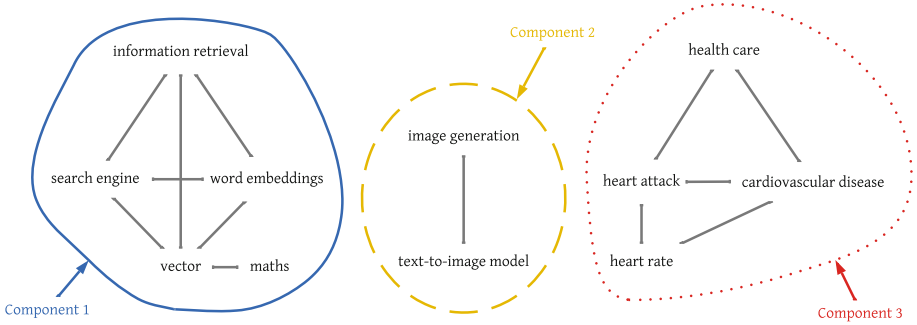 information retrieval
search engine
word embeddings
vector
maths
Component 1
Component 2
image generation
text-to-image model
health care
heart attack
cardiovascular disease
heart rate
Component 3